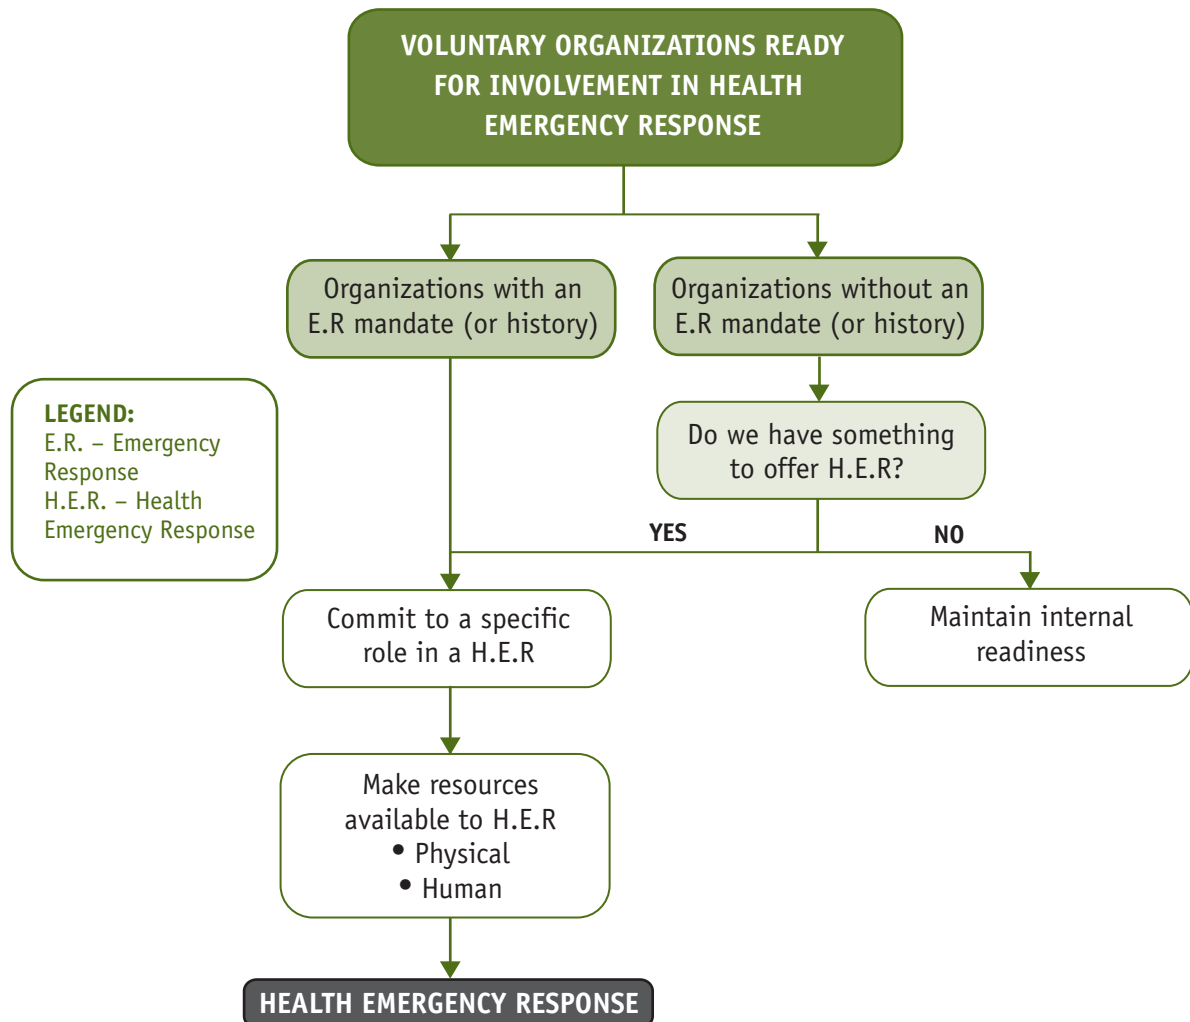 VOLUNTARY ORGANIZATIONS READY
FOR INVOLVEMENT IN HEALTH
EMERGENCY RESPONSE
Organizations with an
E.R mandate (or history)
Organizations without an
E.R mandate (or history)
LEGEND:
E.R. – Emergency
Response
H.E.R. – Health
Emergency Response
Do we have something
to offer H.E.R?
YES
NO
Commit to a specific
role in a H.E.R
Maintain internal
readiness
Make resources
available to H.E.R
• Physical
• Human
HEALTH EMERGENCY RESPONSE